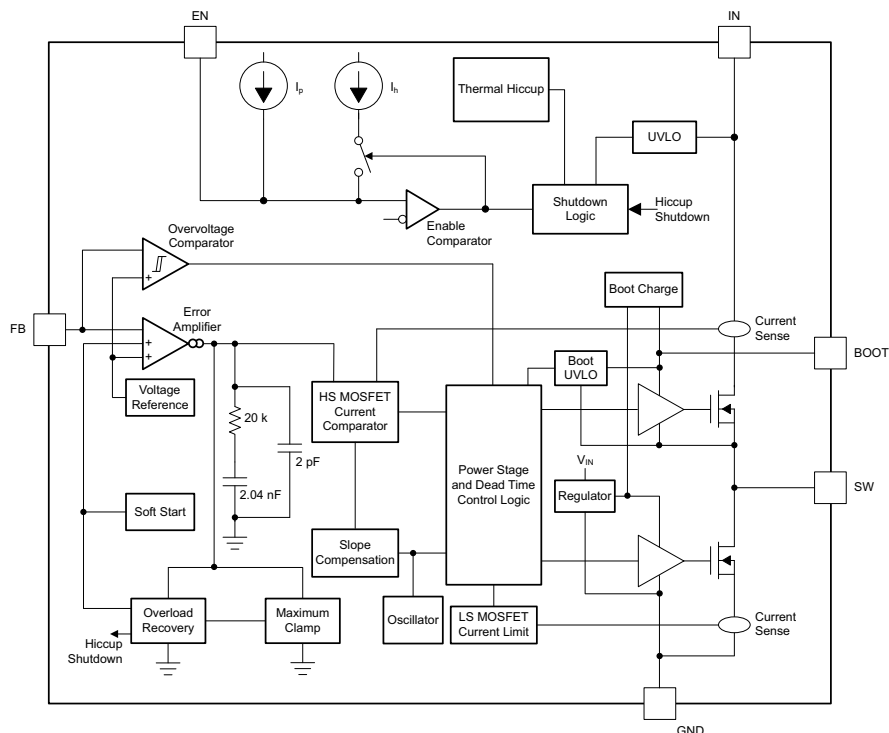 EN
IN
Ip
Ih
Thermal Hiccup
UVLO
Shutdown
Logic
Hiccup
Shutdown
Enable
Comparator
Overvoltage
Comparator
+
Boot Charge
FB
Error
Amplifier
+
+
Current
Sense
BOOT
Voltage
Reference
HS MOSFET
Current
Comparator
Boot
UVLO
20 k
2 pF
2.04 nF
Power Stage
and Dead Time
Control Logic
VIN
Regulator
SW
Soft Start
Slope
Compensation
Overload
Recovery
Maximum
Clamp
Oscillator
LS MOSFET
Current Limit
Current
Sense
Hiccup
Shutdown
GND